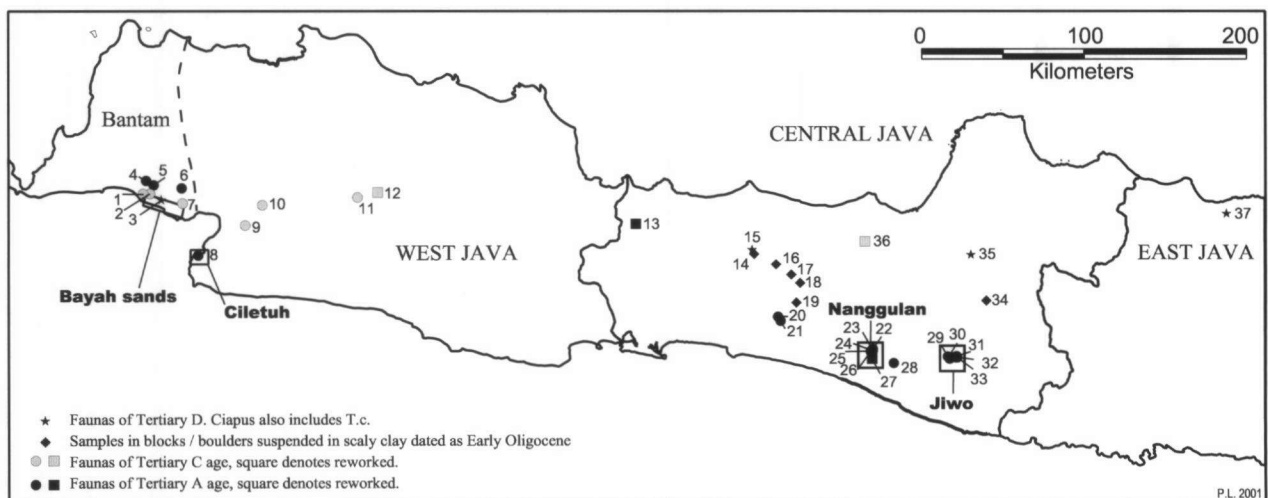 0 100 200
Kilometers
CENTRAL JAVA
Bantam
4 5 6
1 2 3 7
10
9
11 12
8
WEST JAVA
13
36
37
35
EAST JAVA
15
14 16
17
18
19
34
20
21
Bayah sands
Ciletuh
Nanggulan
23 22
24
25
26 27
28
30
29 31
32
33
Jiwo
Faunas of Tertiary D. Ciapus also includes T.c.
Samples in blocks / boulders suspended in scaly clay dated as Early Oligocene
Faunas of Tertiary C age, square denotes reworked.
Faunas of Tertiary A age, square denotes reworked.
P.L. 2001